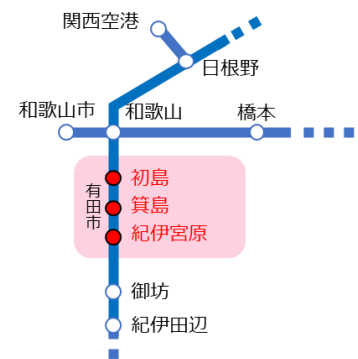 関西空港
日根野
和歌山市
和歌山
橋本
有田市
初島
箕島
紀伊宮原
御坊
紀伊田辺